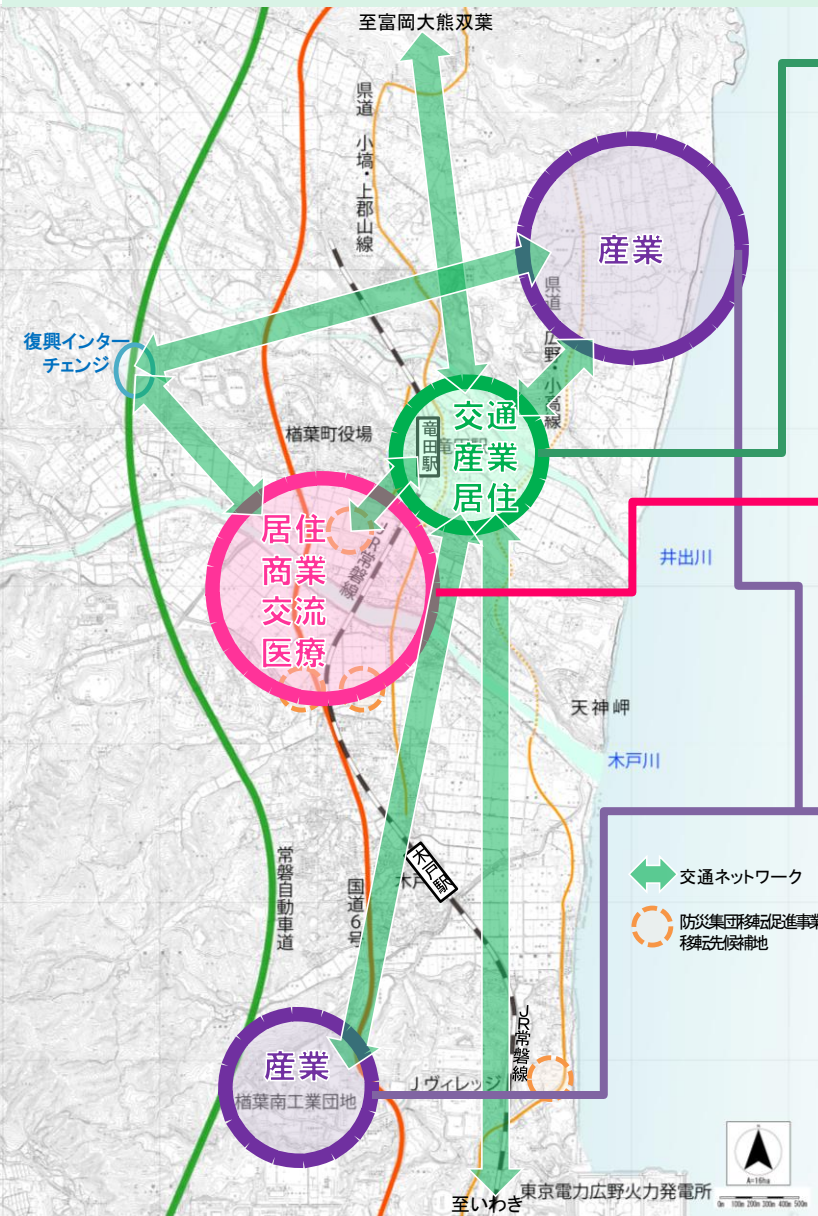 至富岡大熊双葉
県道 小塙・上郡山線
産業
県道 広野・小高線
復興インター
チェンジ
楢葉町役場
竜田駅
交通
産業
居住
居住
商業
交流
医療
JR常磐線
井出川
天神岬
木戸川
木戸駅
常磐自動車道
国道6号
交通ネットワーク
防災集団移転促進事業
移転先候補地
JR常磐線
産業
楢葉南工業団地
Jヴィレッジ
東京電力広野火力発電所
至いわき
A=16ha
0m 100m 200m 300m 400m 500m